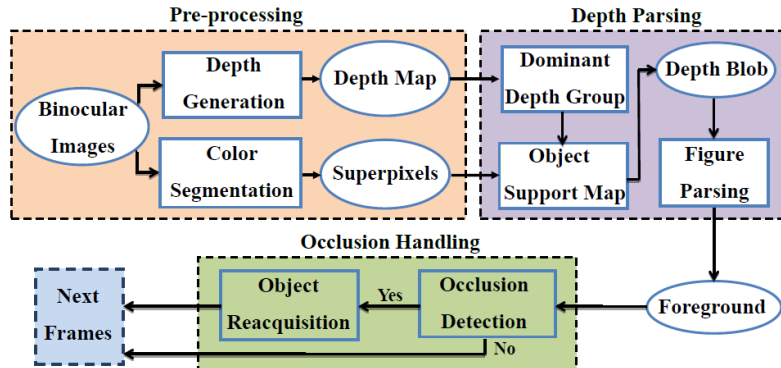 Pre-processing
Depth Parsing
Binocular
Images
Depth
Generation
Depth Map
Color
Segmentation
Superpixels
Dominant
Depth Group
Object
Support Map
Depth Blob
Figure
Parsing
Foreground
Occlusion Handling
Occlusion
Detection
Yes
No
Object
Reacquisition
Next
Frames